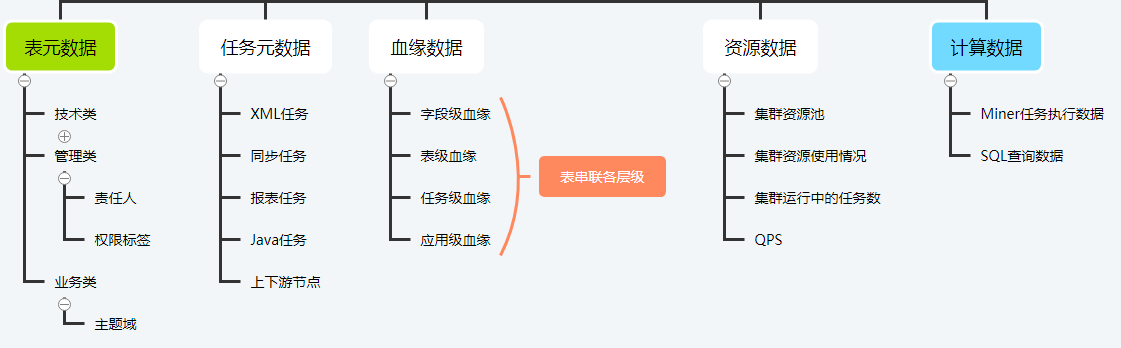 表元数据
技术类
管理类
责任人
权限标签
业务类
主题域
任务元数据
XML任务
同步任务
报表任务
Java任务
上下游节点
血缘数据
字段级血缘
表级血缘
任务级血缘
应用级血缘
表串联各层级
资源数据
集群资源池
集群资源使用情况
集群运行中的任务数
QPS
计算数据
Miner任务执行数据
SQL查询数据